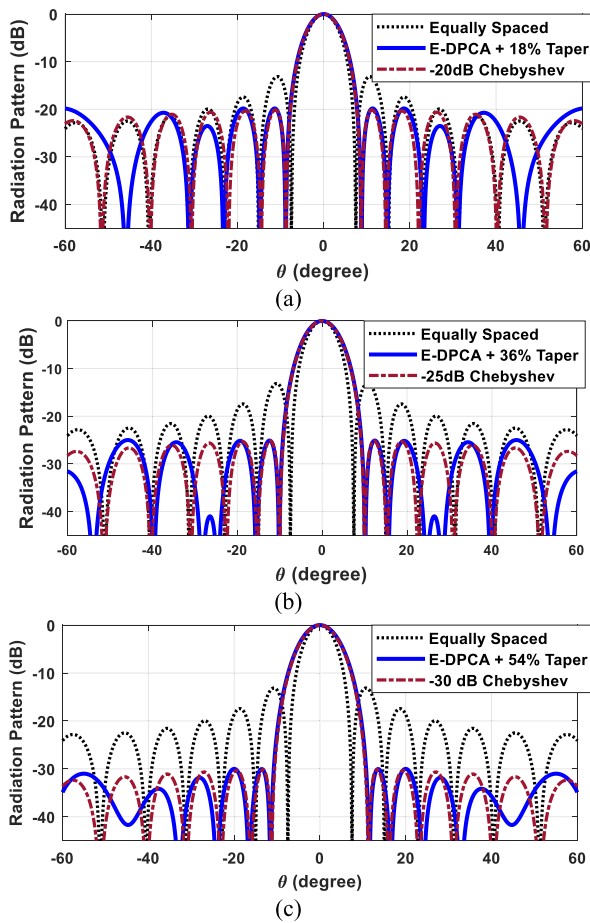 0
-10
-20
-30
-40
Radiation Pattern (dB)
Equally Spaced
E-DPCA + 18% Taper
-20dB Chebyshev
-60 -40 -20 0 20 40 60
θ (degree)
(a)
0
-10
-20
-30
-40
Radiation Pattern (dB)
Equally Spaced
E-DPCA + 36% Taper
-25dB Chebyshev
-60 -40 -20 0 20 40 60
θ (degree)
(b)
0
-10
-20
-30
-40
Radiation Pattern (dB)
Equally Spaced
E-DPCA + 54% Taper
-30 dB Chebyshev
-60 -40 -20 0 20 40 60
θ (degree)
(c)